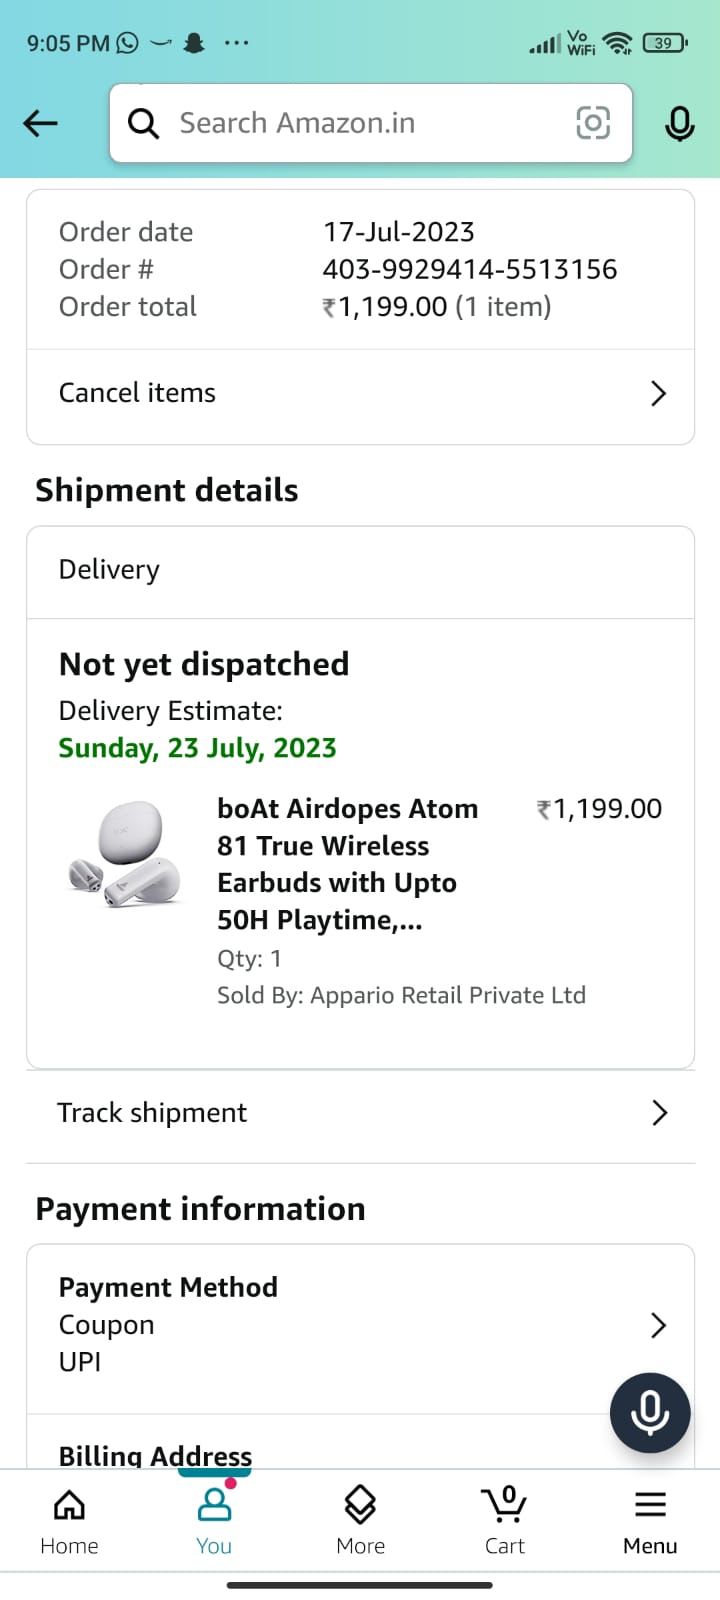 9:05 PM
Vo
WiFi
39
Search Amazon.in
Order date 17-Jul-2023
Order # 403-9929414-5513156
Order total ₹1,199.00 (1 item)
Cancel items
Shipment details
Delivery
Not yet dispatched
Delivery Estimate:
Sunday, 23 July, 2023
boAt Airdopes Atom ₹1,199.00
81 True Wireless
Earbuds with Upto
50H Playtime,...
Qty: 1
Sold By: Appario Retail Private Ltd
Track shipment
Payment information
Payment Method
Coupon
UPI
Billing Address
0
Home You More Cart Menu